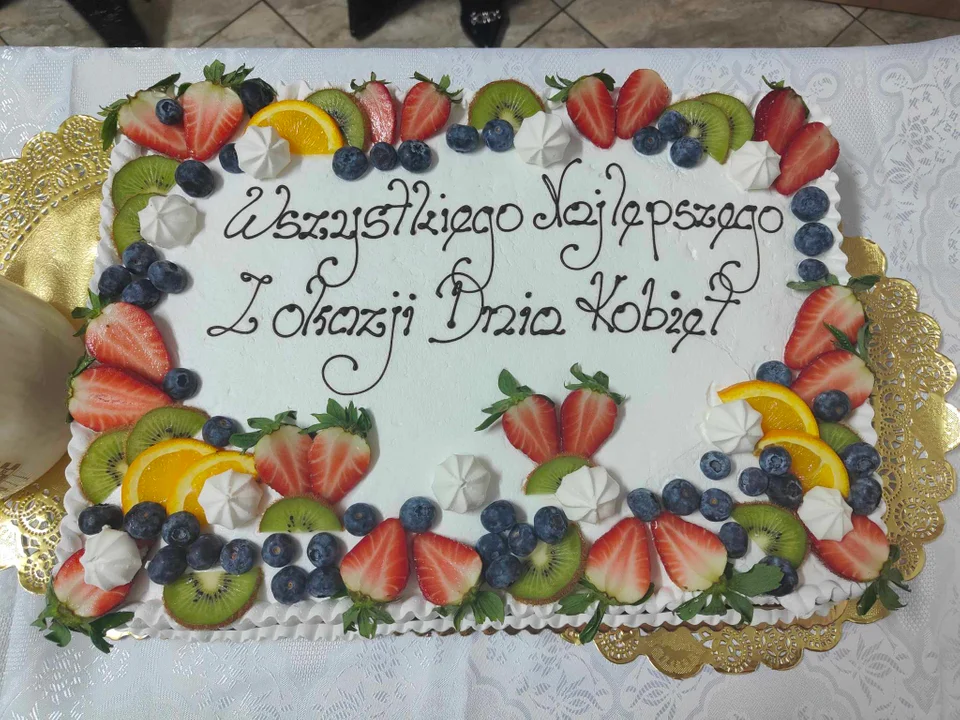 Wszystkiego Najlepszego
Z okazji Dnia Kobiet